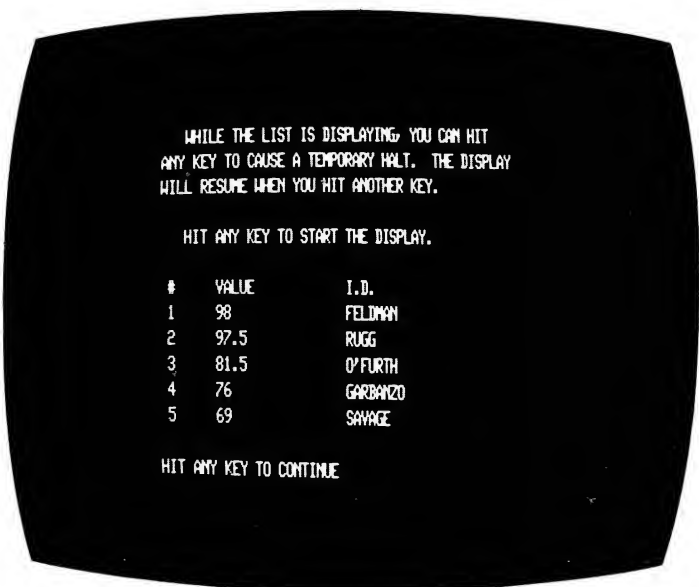 WHILE THE LIST IS DISPLAYING, YOU CAN HIT
ANY KEY TO CAUSE A TEMPORARY HALT. THE DISPLAY
WILL RESUME WHEN YOU HIT ANOTHER KEY.
HIT ANY KEY TO START THE DISPLAY.
# VALUE I.D.
1 98 FELDMAN
2 97.5 RUGG
3 81.5 O'FURTH
4 76 GARBANZO
5 69 SAVAGE
HIT ANY KEY TO CONTINUE